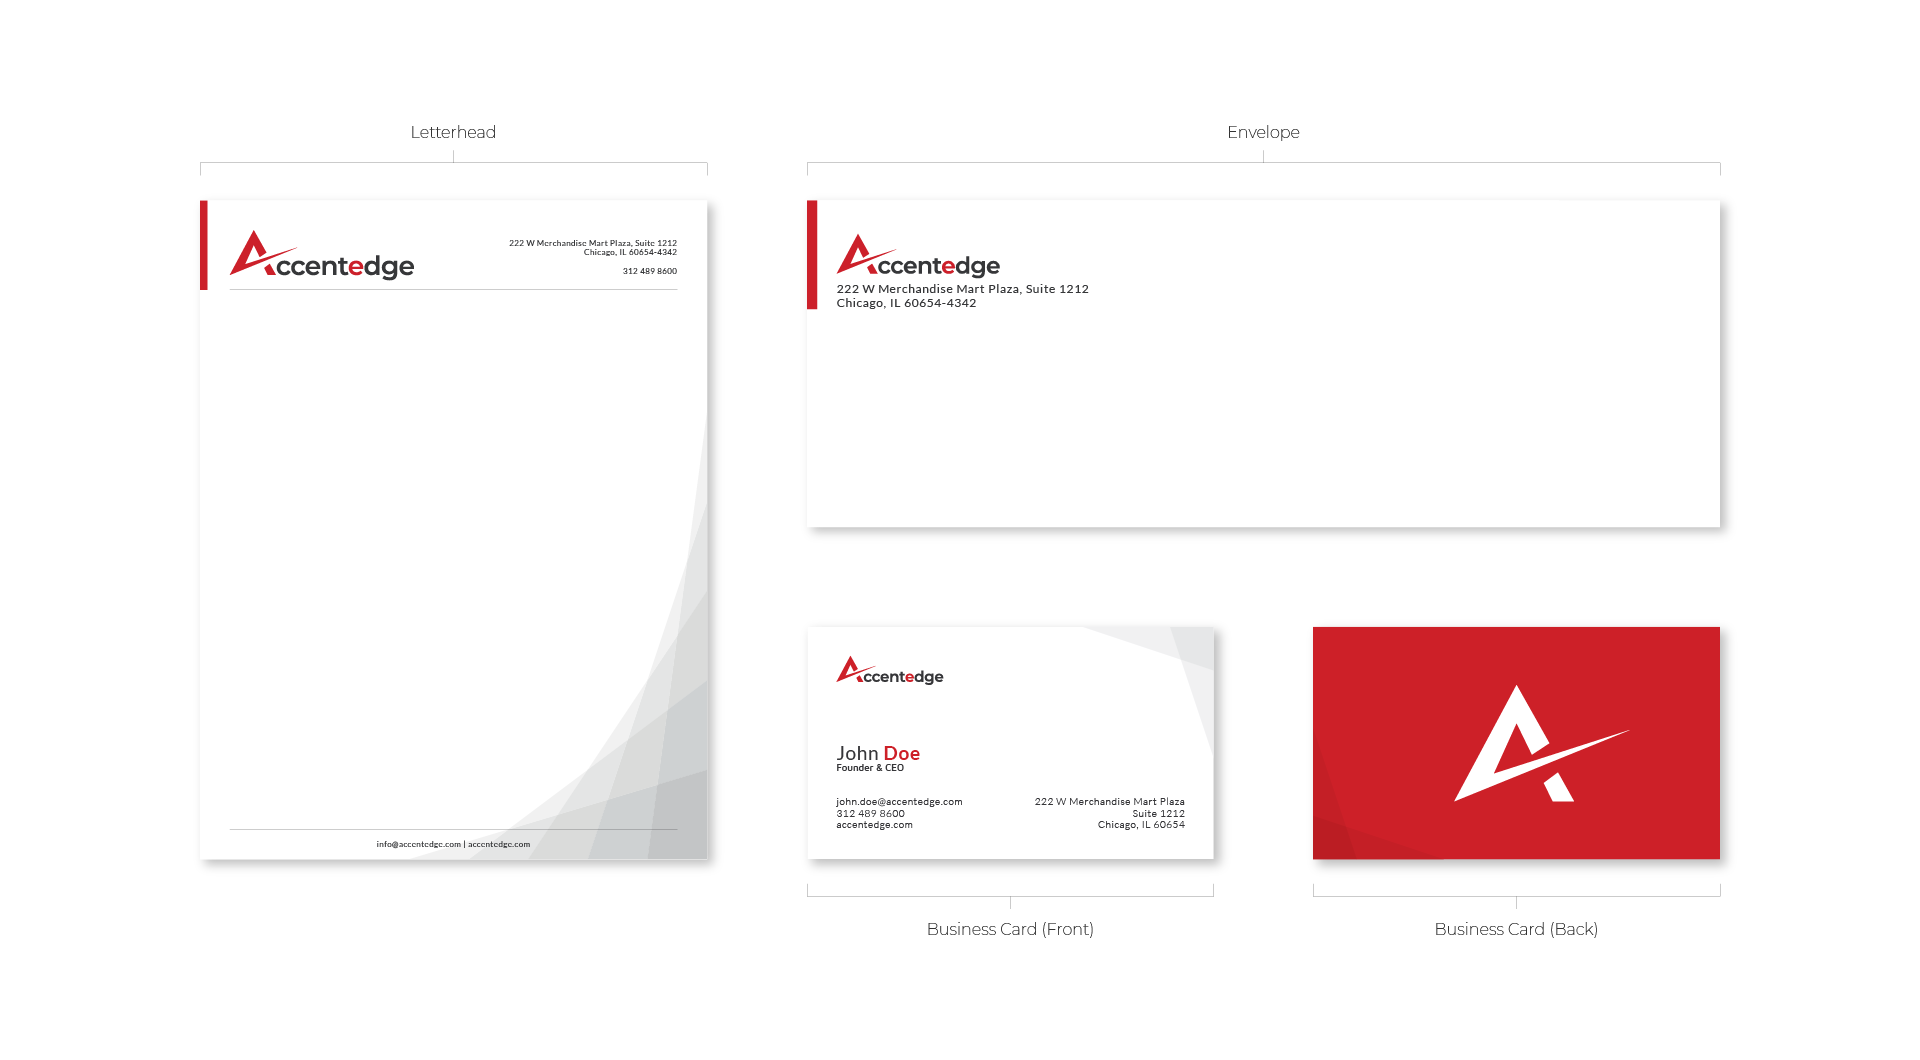 Letterhead
Accentedge
222 W Merchandise Mart Plaza, Suite 1212
Chicago, IL 60654-4342
312 489 8600
info@accentedge.com | accentedge.com
Envelope
Accentedge
222 W Merchandise Mart Plaza, Suite 1212
Chicago, IL 60654-4342
Accentedge
John Doe
Founder & CEO
john.doe@accentedge.com
312 489 8600
accentedge.com
222 W Merchandise Mart Plaza
Suite 1212
Chicago, IL 60654
Business Card (Front)
A
Business Card (Back)